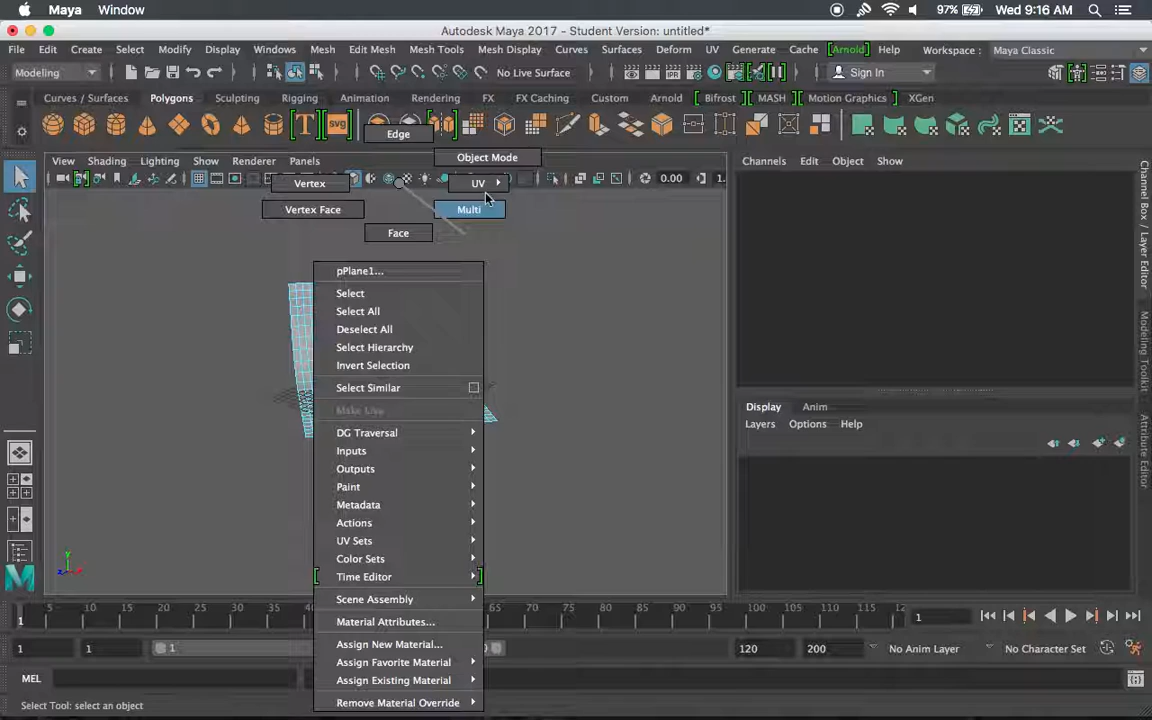 Maya Window 97% Wed 9:16 AM
Autodesk Maya 2017 - Student Version: untitled*
File Edit Create Select Modify Display Windows Mesh Edit Mesh Mesh Tools Mesh Display Curves Surfaces Deform UV Generate Cache [Arnold] Help Workspace : Maya Classic
Modeling No Live Surface Sign In
Curves / Surfaces Polygons Sculpting Rigging Animation Rendering FX FX Caching Custom Arnold Bifrost MASH Motion Graphics XGen
T svg
Edge
View Shading Lighting Show Renderer Panels Object Mode Channels Edit Object Show
0.00 1.
Vertex UV
Vertex Face Multi
Face
pPlane1...
Select
Select All
Deselect All
Select Hierarchy
Invert Selection
Select Similar
Make Live
DG Traversal
Inputs
Outputs
Paint
Metadata
Actions
UV Sets
Color Sets
Time Editor
Scene Assembly
Material Attributes...
Assign New Material...
Assign Favorite Material
Assign Existing Material
Remove Material Override
Display Anim
Layers Options Help
Channel Box / Layer Editor
Modeling Toolkit
Attribute Editor
5 10 15 20 25 30 35 65 70 75 80 85 90 95 100 105 110 115 12
1 1
1 1 1 120 200 No Anim Layer No Character Set
MEL
Select Tool: select an object